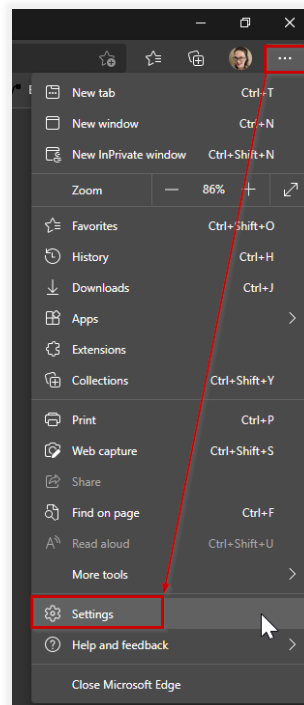 New tab Ctrl+T
New window Ctrl+N
New InPrivate window Ctrl+Shift+N
Zoom 86%
Favorites Ctrl+Shift+O
History Ctrl+H
Downloads Ctrl+J
Apps
Extensions
Collections Ctrl+Shift+Y
Print Ctrl+P
Web capture Ctrl+Shift+S
Share
Find on page Ctrl+F
Read aloud Ctrl+Shift+U
More tools
Settings
Help and feedback
Close Microsoft Edge